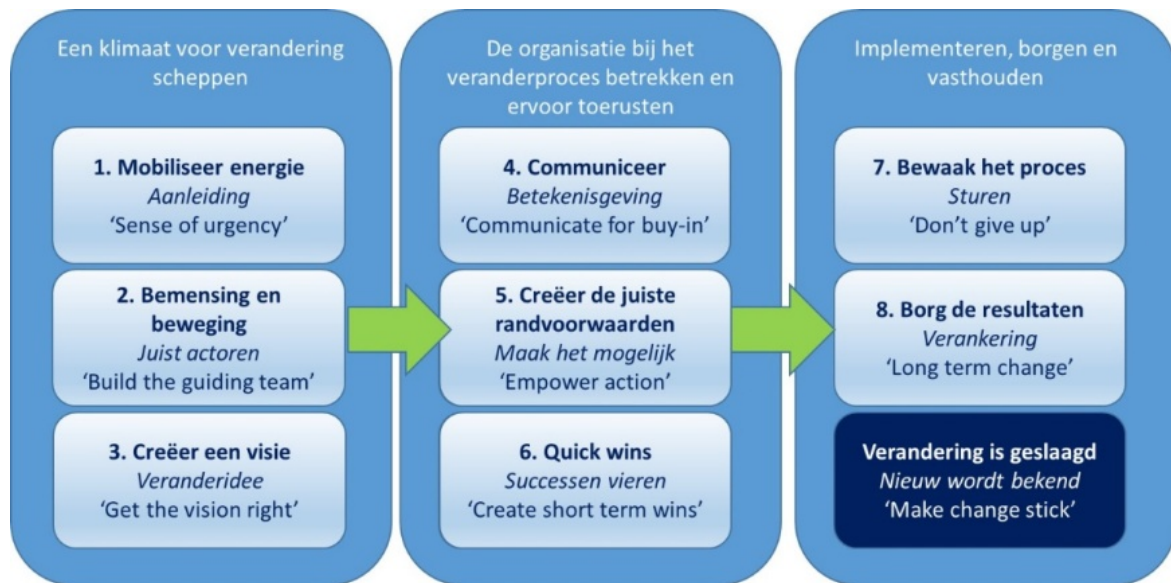 Een klimaat voor verandering
scheppen
1. Mobiliseer energie
Aanleiding
‘Sense of urgency’
2. Bemensing en
beweging
Juist actoren
‘Build the guiding team’
3. Creëer een visie
Veranderidee
‘Get the vision right’
De organisatie bij het
veranderproces betrekken en
ervoor toerusten
4. Communiceer
Betekenisgeving
‘Communicate for buy-in’
5. Creëer de juiste
randvoorwaarden
Maak het mogelijk
‘Empower action’
6. Quick wins
Successen vieren
‘Create short term wins’
Implementeren, borgen en
vasthouden
7. Bewaak het proces
Sturen
‘Don’t give up’
8. Borg de resultaten
Verankering
‘Long term change’
Verandering is geslaagd
Nieuw wordt bekend
‘Make change stick’